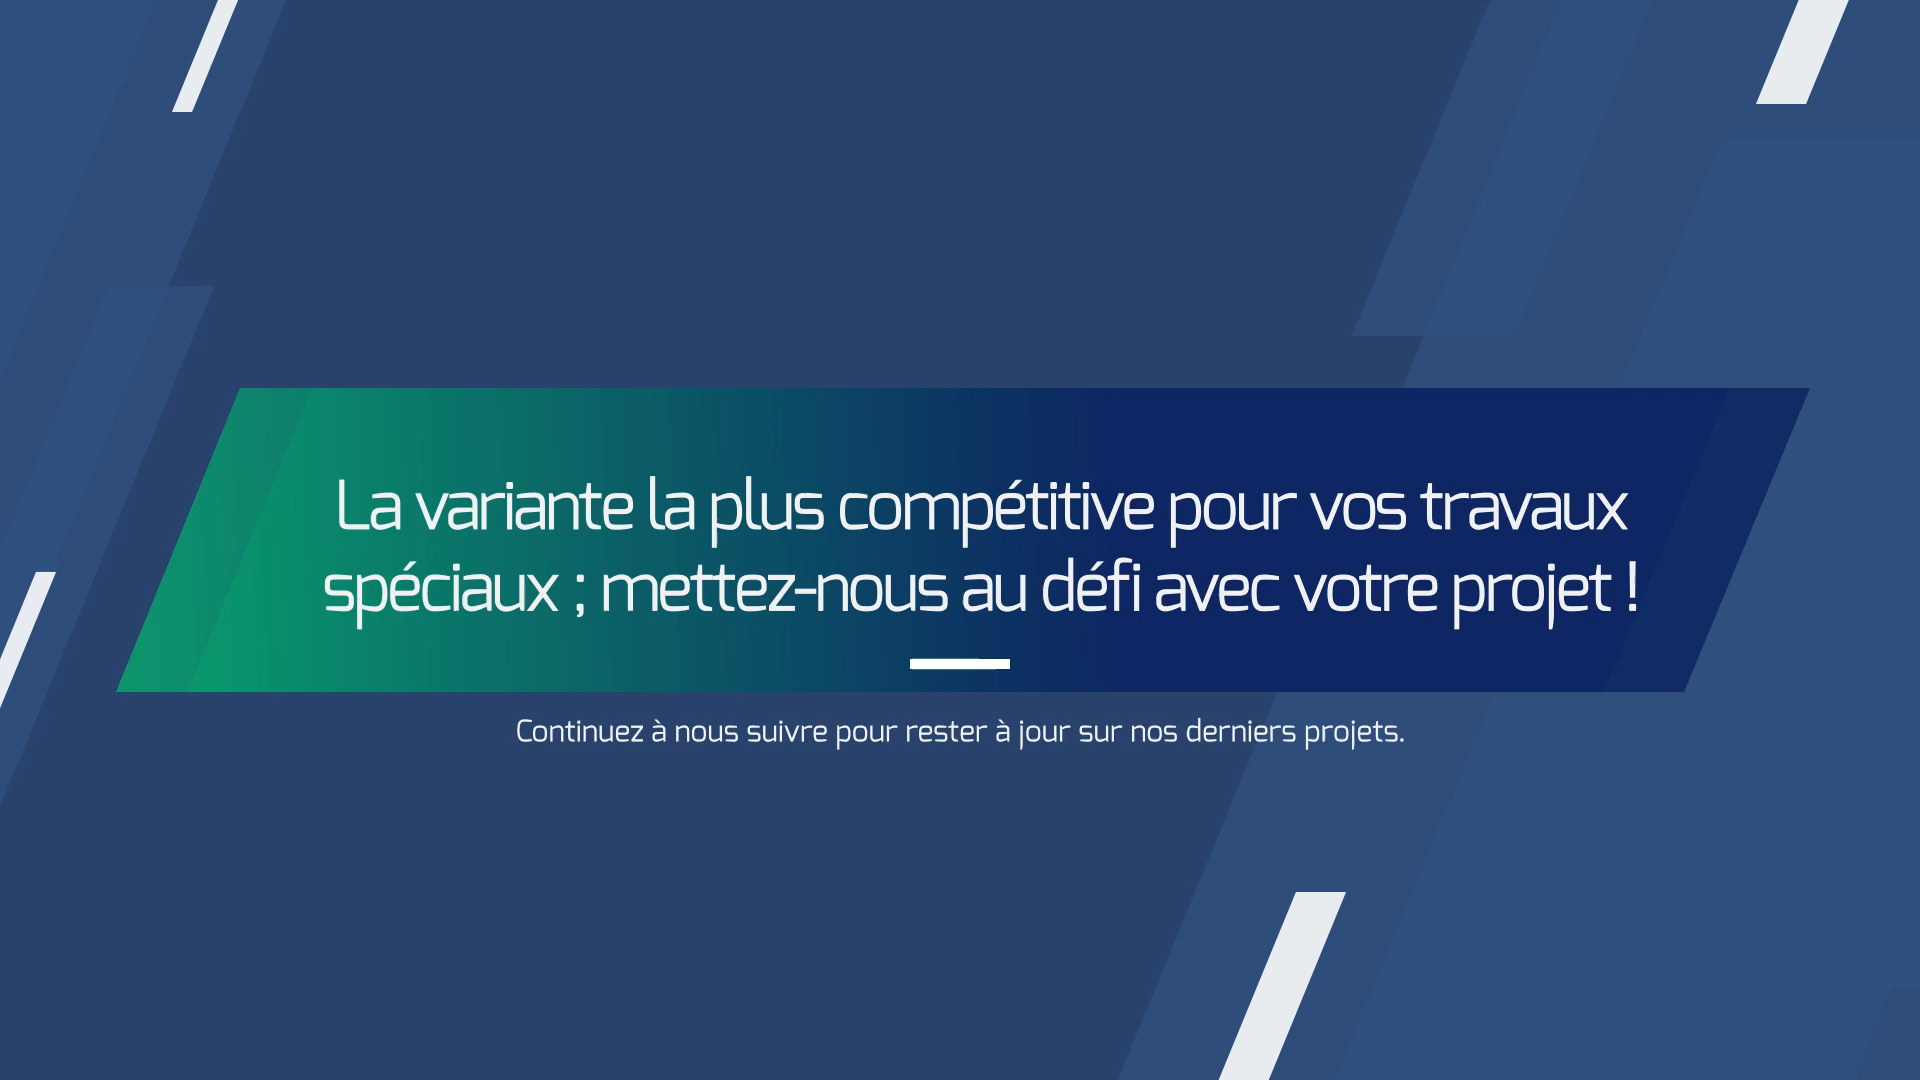 La variante la plus compétitive pour vos travaux
spéciaux ; mettez-nous au défi avec votre projet !
Continuez à nous suivre pour rester à jour sur nos derniers projets.